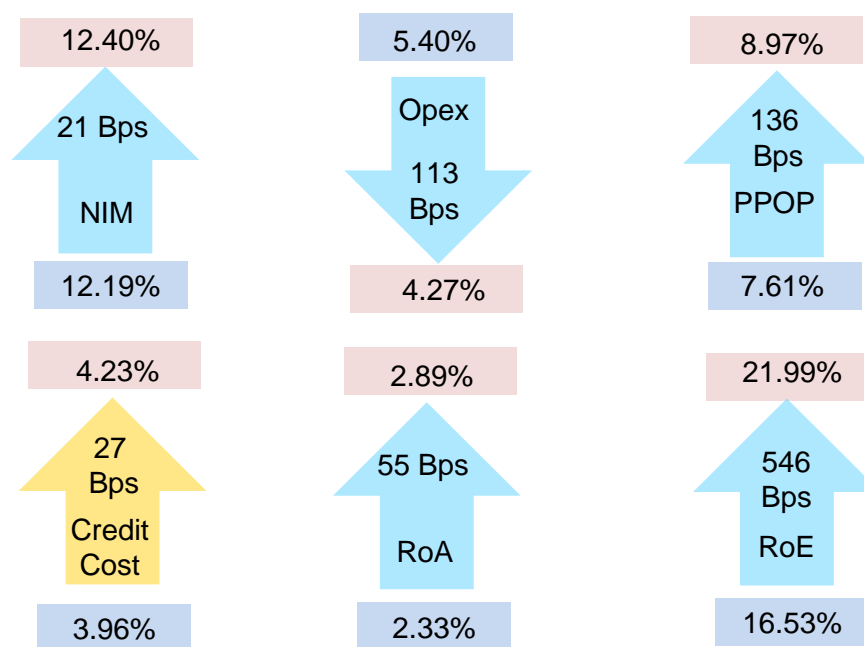 12.40%
21 Bps
NIM
12.19%
5.40%
Opex
113
Bps
4.27%
8.97%
136
Bps
PPOP
7.61%
4.23%
27
Bps
Credit
Cost
3.96%
2.89%
55 Bps
RoA
2.33%
21.99%
546
Bps
RoE
16.53%